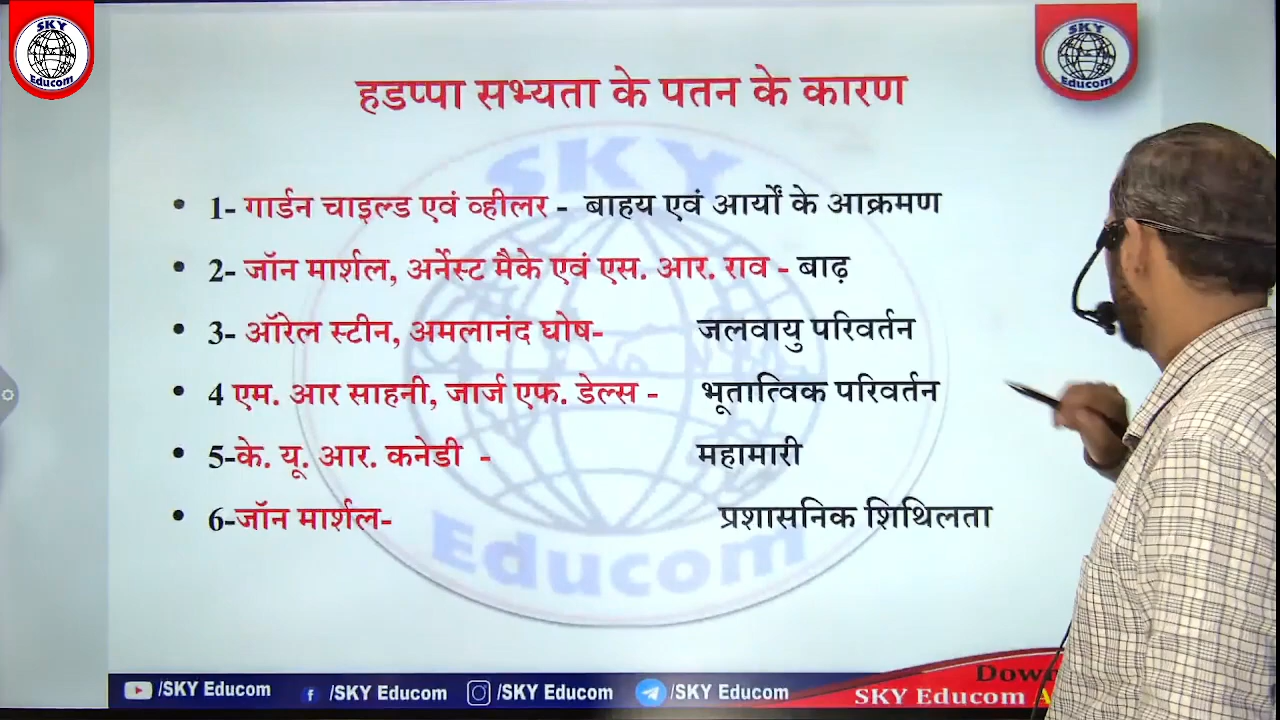 SKY
Educom
SKY
Educom
हडप्पा सभ्यता के पतन के कारण
SKY
• 1- गार्डन चाइल्ड एवं व्हीलर - बाहय एवं आर्यों के आक्रमण
• 2- जॉन मार्शल, अर्नेस्ट मैके एवं एस. आर. राव - बाढ़
• 3- ऑरेल स्टीन, अमलानंद घोष- जलवायु परिवर्तन
• 4 एम. आर साहनी, जार्ज एफ. डेल्स - भूतात्विक परिवर्तन
• 5-के. यू. आर. कनेडी - महामारी
• 6-जॉन मार्शल- प्रशासनिक शिथिलता
Educom
/SKY Educom /SKY Educom /SKY Educom /SKY Educom
SKY Educom